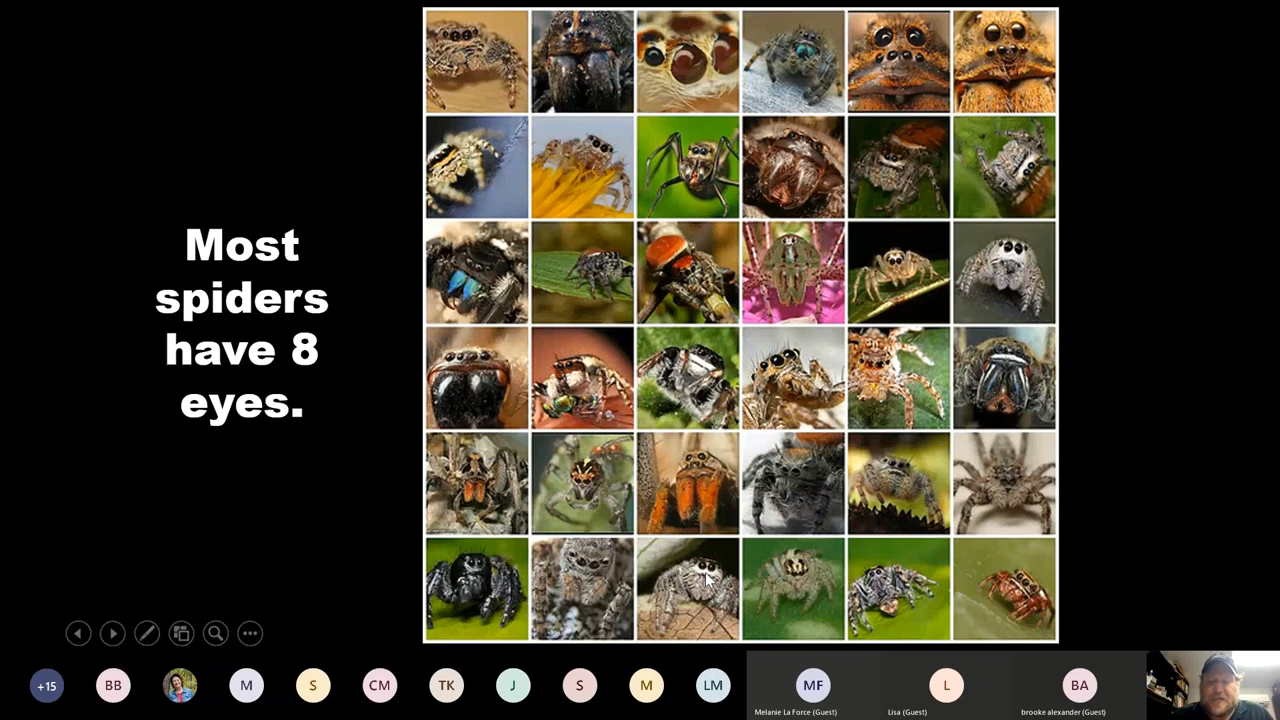 Most
spiders
have 8
eyes.
+15
BB
M
S
CM
TK
J
S
M
LM
MF
L
BA
Melanie La Force (Guest)
Lisa (Guest)
brooke alexander (Guest)